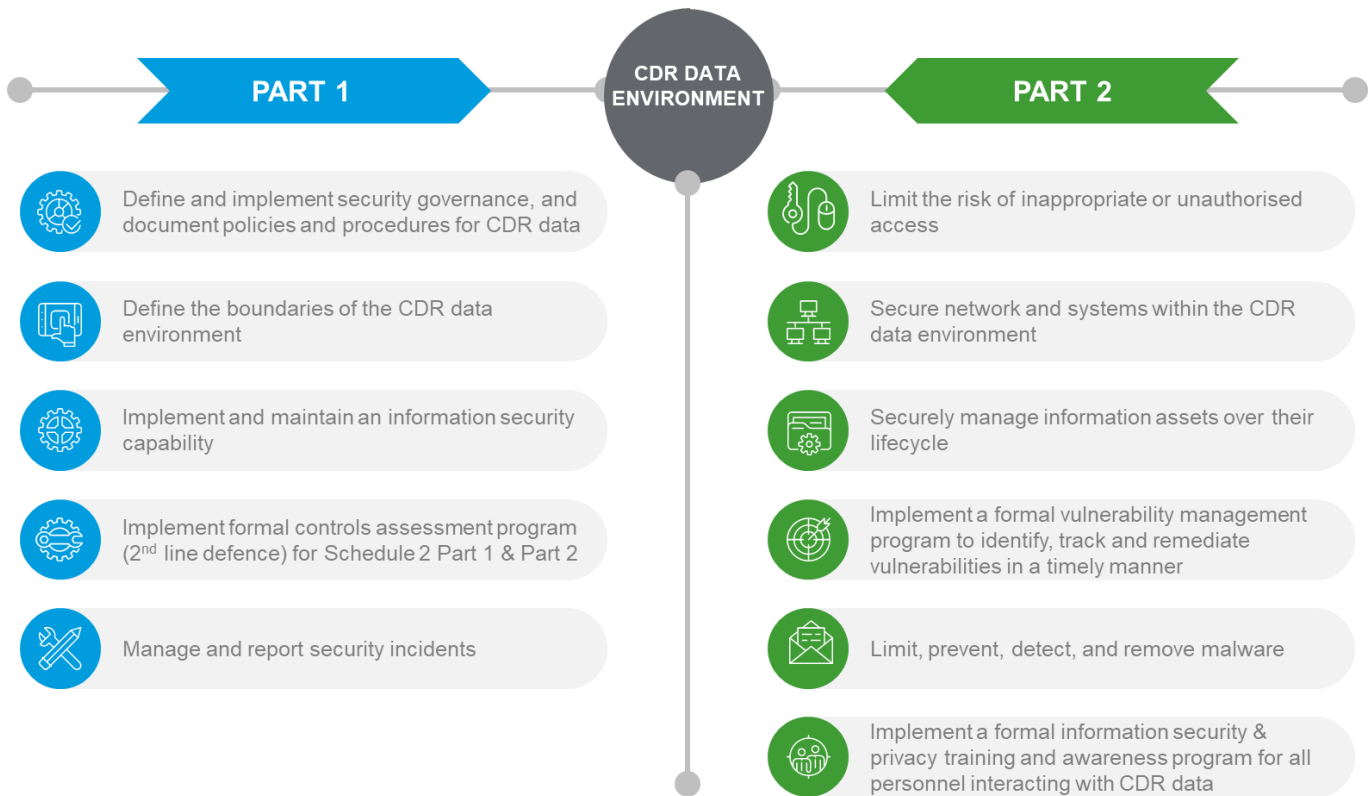 PART 1
CDR DATA
ENVIRONMENT
PART 2
Define and implement security governance, and
document policies and procedures for CDR data
Define the boundaries of the CDR data
environment
Implement and maintain an information security
capability
Implement formal controls assessment program
(2nd line defence) for Schedule 2 Part 1 & Part 2
Manage and report security incidents
Limit the risk of inappropriate or unauthorised
access
Secure network and systems within the CDR
data environment
Securely manage information assets over their
lifecycle
Implement a formal vulnerability management
program to identify, track and remediate
vulnerabilities in a timely manner
Limit, prevent, detect, and remove malware
Implement a formal information security &
privacy training and awareness program for all
personnel interacting with CDR data